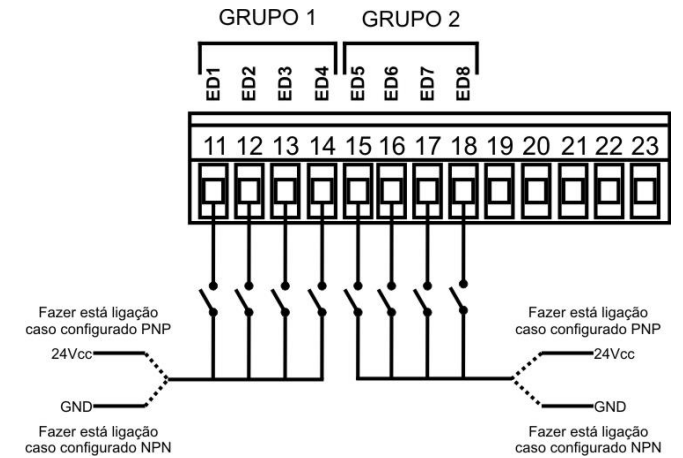 GRUPO 1 GRUPO 2
ED1 ED2 ED3 ED4 ED5 ED6 ED7 ED8
11 12 13 14 15 16 17 18 19 20 21 22 23
Fazer está ligação
caso configurado PNP
24Vcc
GND
Fazer está ligação
caso configurado NPN
Fazer está ligação
caso configurado PNP
24Vcc
GND
Fazer está ligação
caso configurado NPN